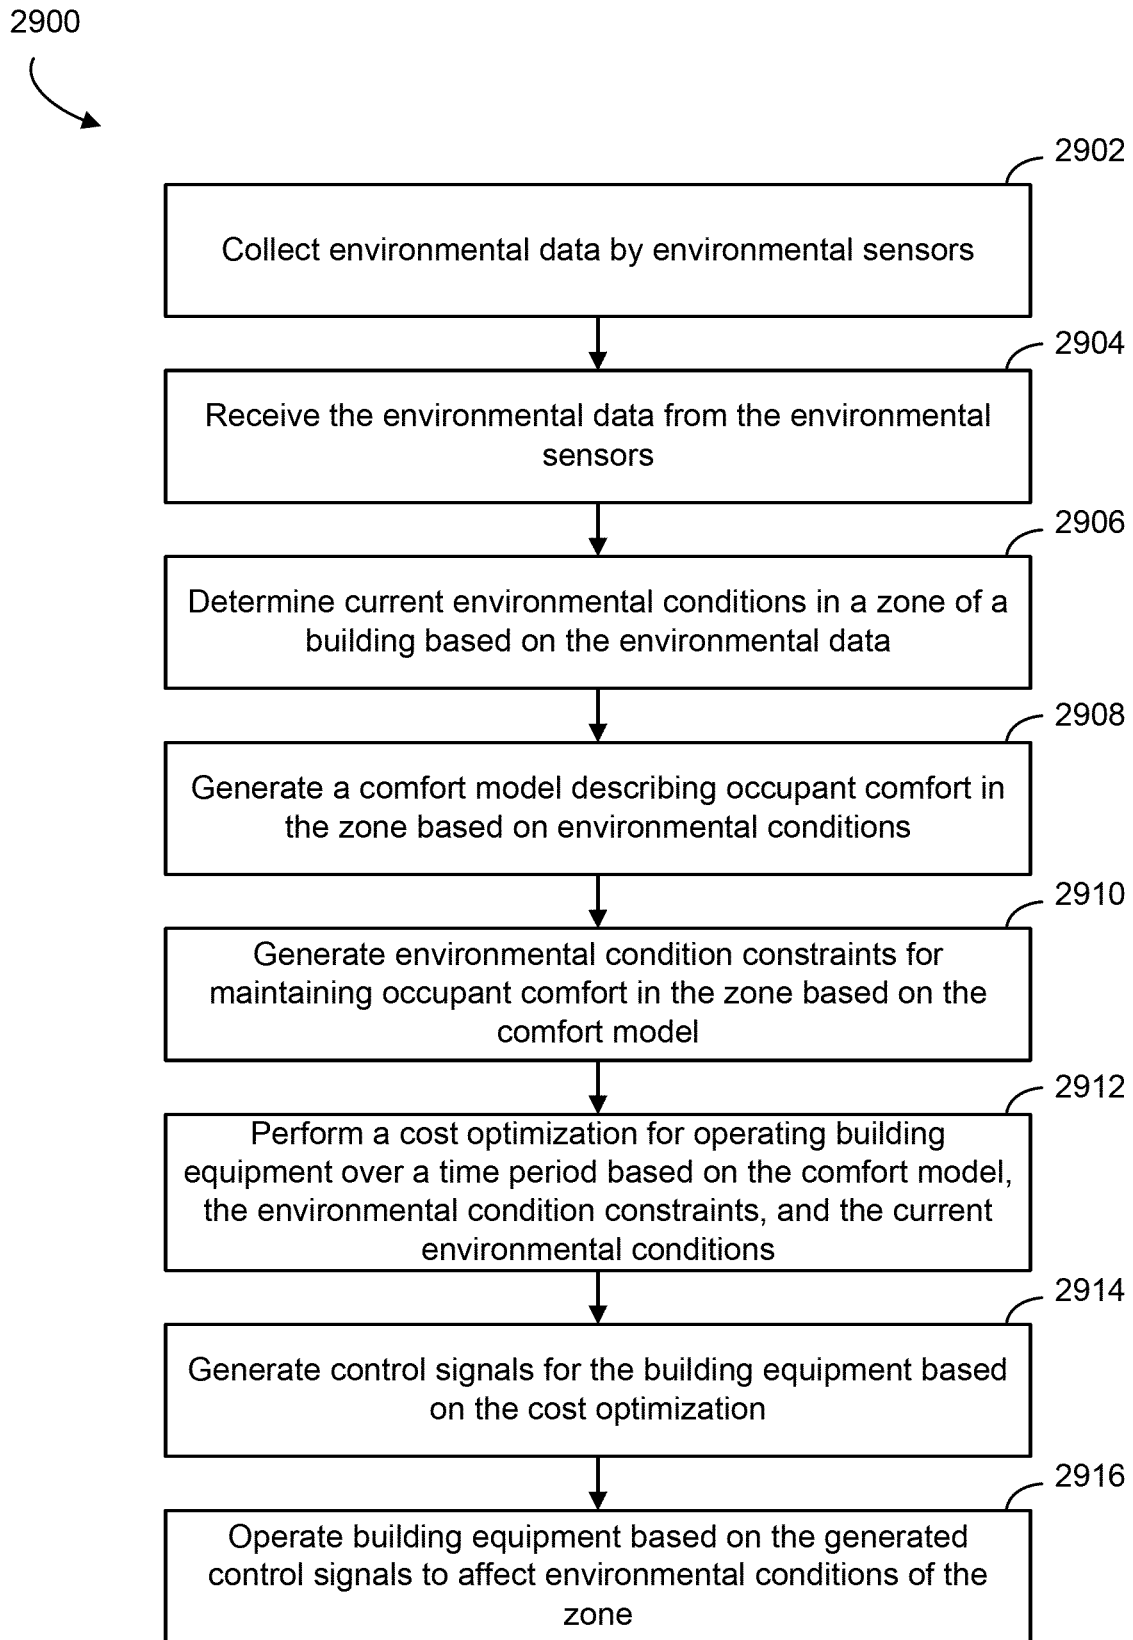 2900
2902
Collect environmental data by environmental sensors
2904
Receive the environmental data from the environmental
sensors
2906
Determine current environmental conditions in a zone of a
building based on the environmental data
2908
Generate a comfort model describing occupant comfort in
the zone based on environmental conditions
2910
Generate environmental condition constraints for
maintaining occupant comfort in the zone based on the
comfort model
2912
Perform a cost optimization for operating building
equipment over a time period based on the comfort model,
the environmental condition constraints, and the current
environmental conditions
2914
Generate control signals for the building equipment based
on the cost optimization
2916
Operate building equipment based on the generated
control signals to affect environmental conditions of the
zone